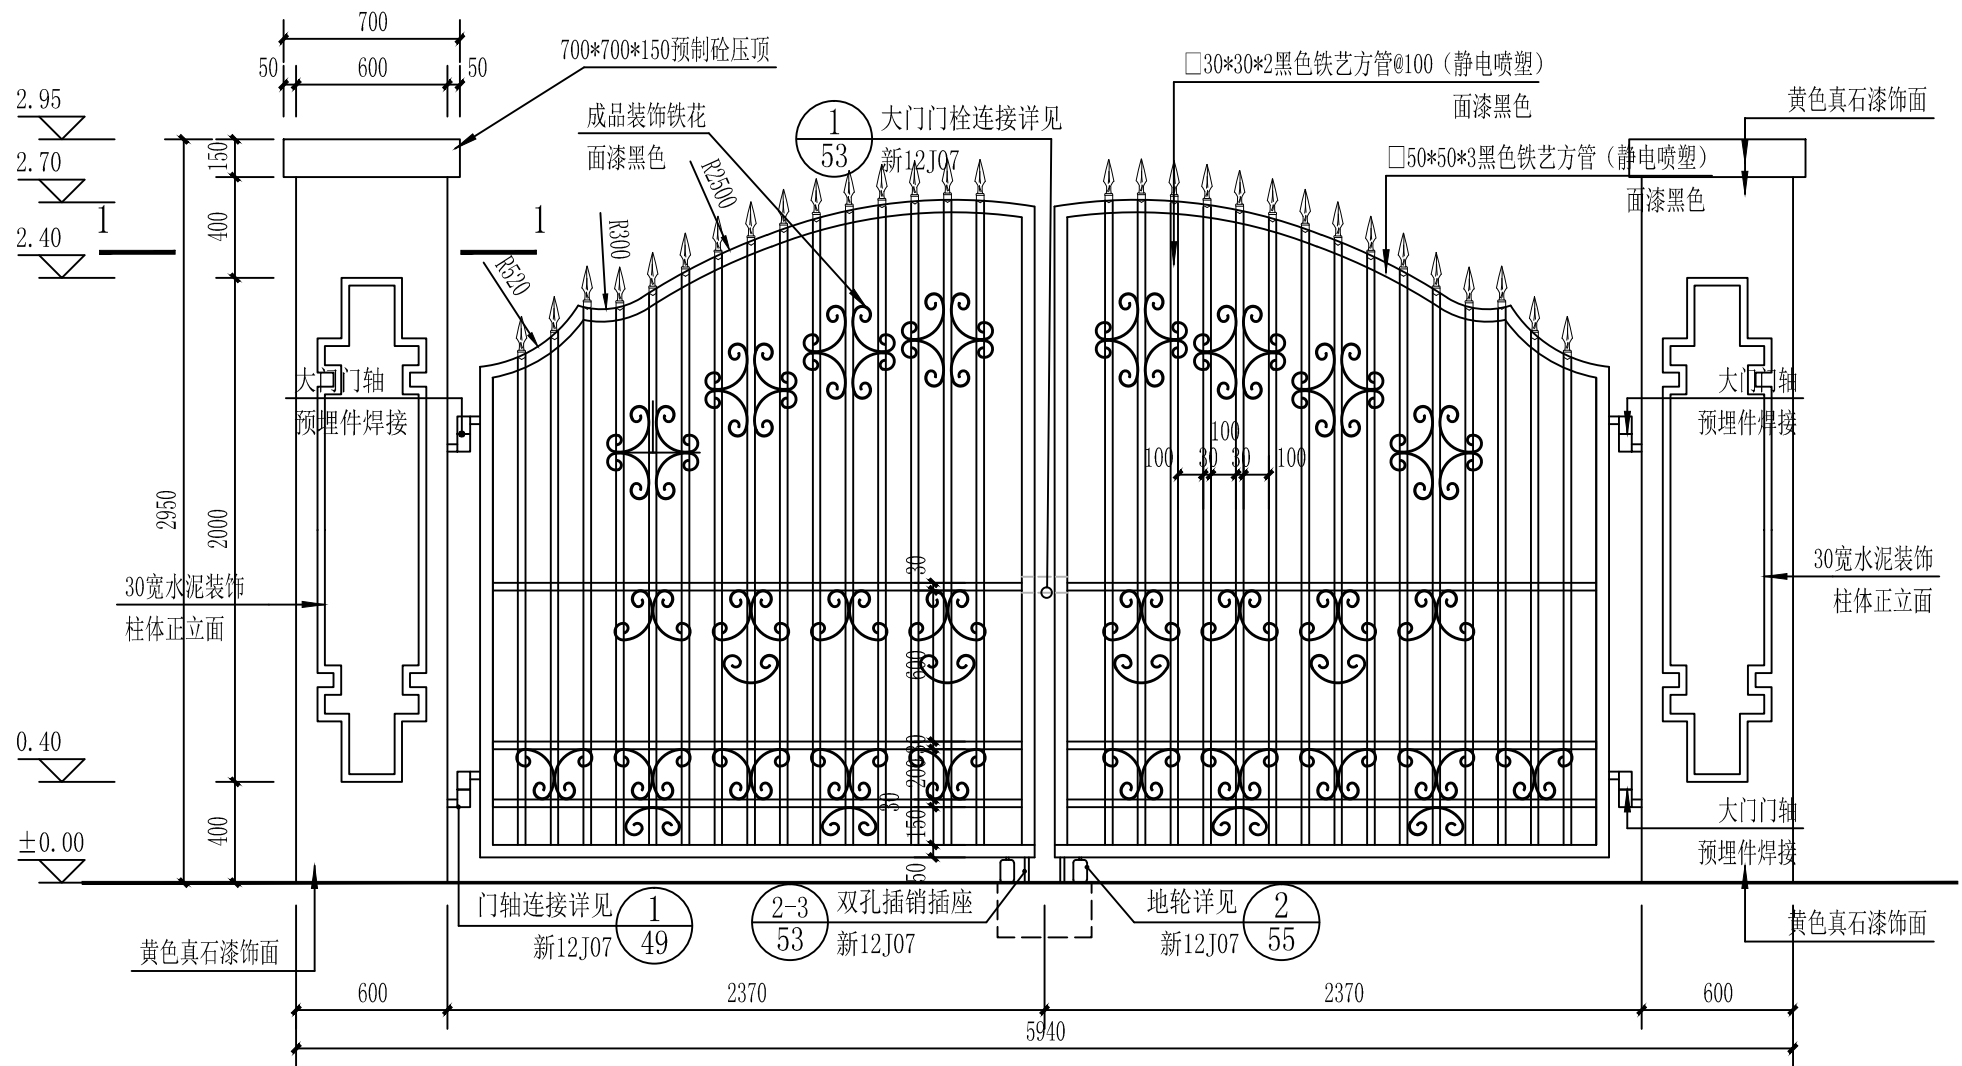 700
50
600
50
700*700*150预制砼压顶
□30*30*2黑色铁艺方管@100（静电喷塑）
面漆黑色
黄色真石漆饰面
2.95
成品装饰铁花
面漆黑色
1
53
大门门栓连接详见
新12J07
□50*50*3黑色铁艺方管（静电喷塑）
面漆黑色
2.70
150
R2500
1
1
400
R300
2.40
R520
大门门轴
预埋件焊接
大门门轴
预埋件焊接
100
100
30
30
100
2950
2000
30
30宽水泥装饰
柱体正立面
30宽水泥装饰
柱体正立面
600
0.40
30
200
30
150
大门门轴
预埋件焊接
400
±0.00
50
门轴连接详见
新12J07
1
49
2-3
53
双孔插销插座
新12J07
地轮详见
新12J07
2
55
黄色真石漆饰面
黄色真石漆饰面
600
2370
2370
600
5940